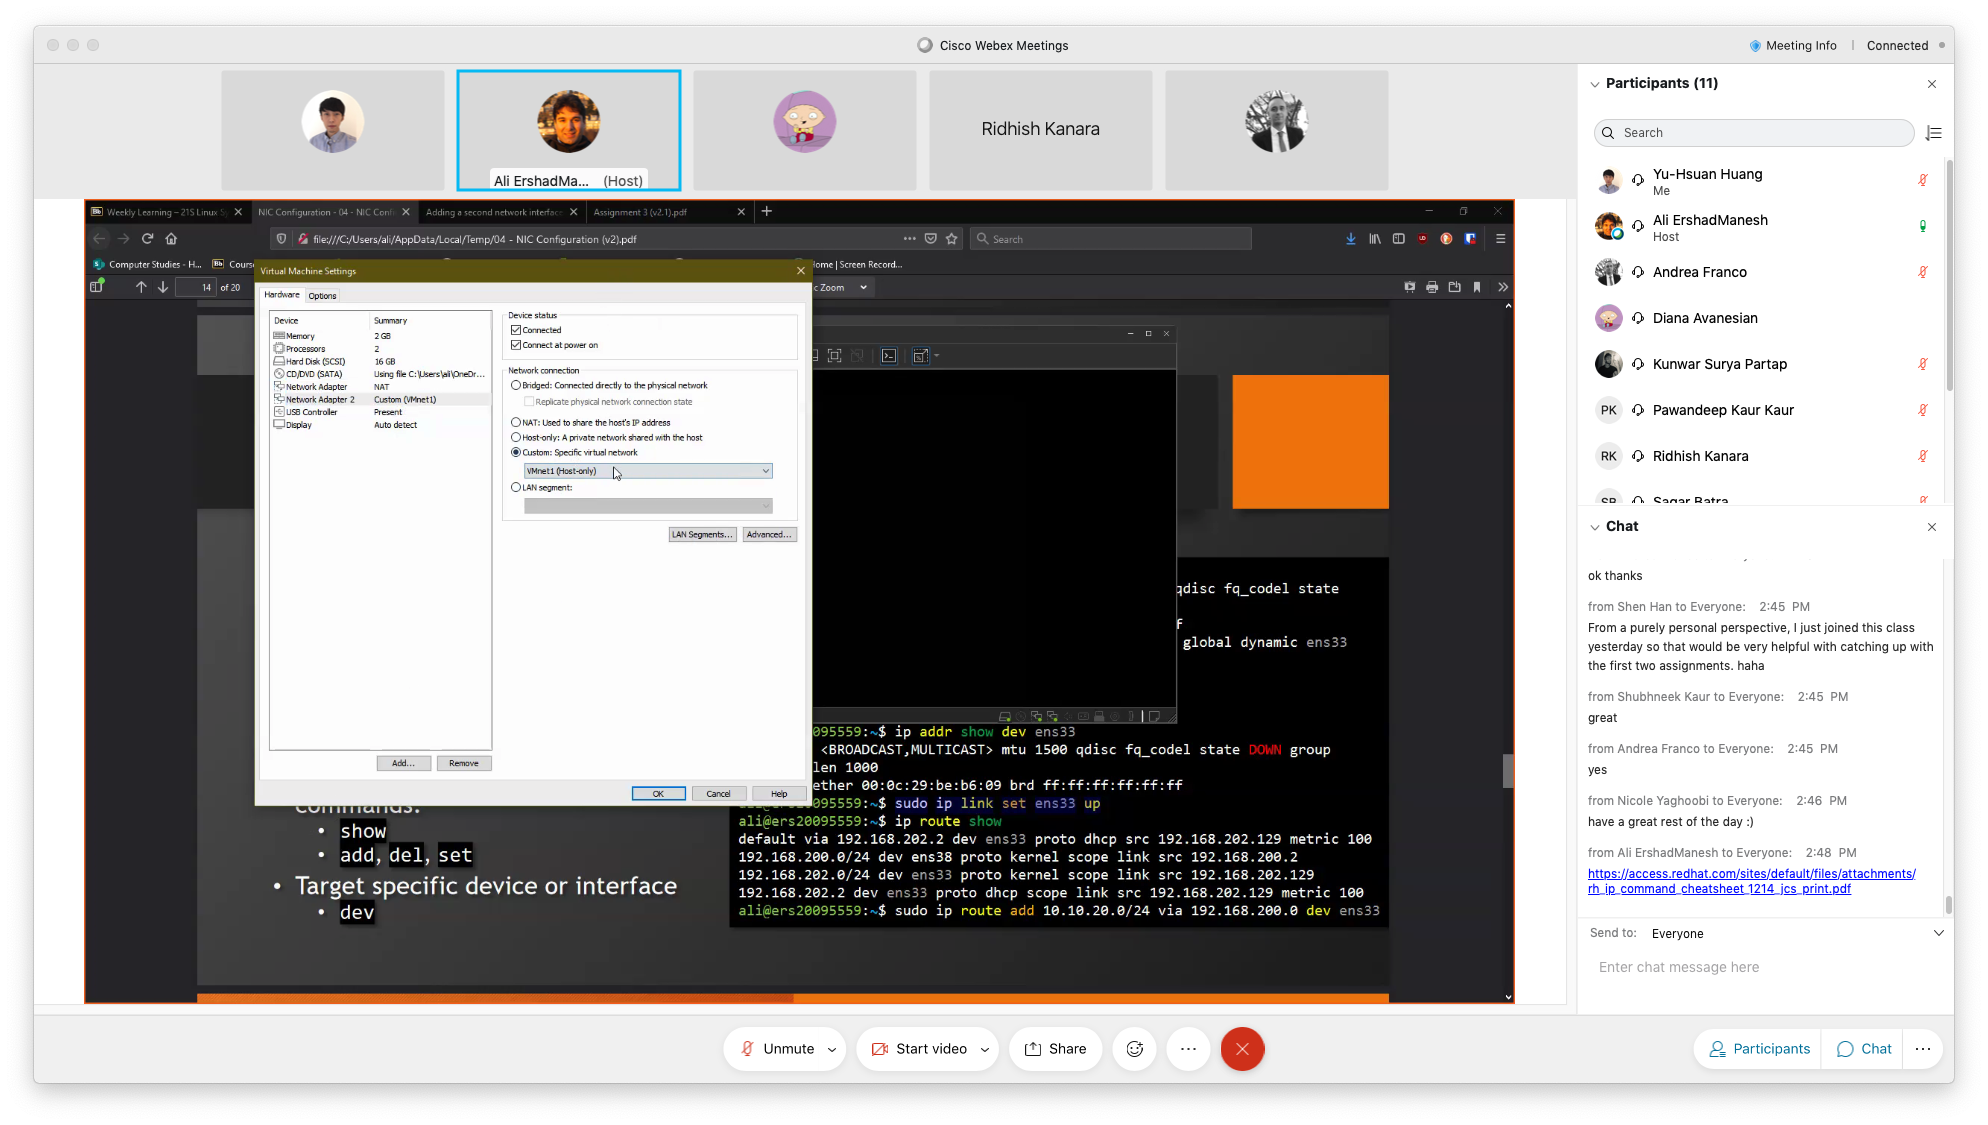 Cisco Webex Meetings
Meeting Info
Connected
Ali ErshadMa... (Host)
Ridhish Kanara
Weekly Learning – 21S Linux S
NIC Configuration - 04 - NIC Confi
Adding a second network interface
Assignment 3 (v2.1).pdf
file:///C:/Users/ali/AppData/Local/Temp/04 - NIC Configuration (v2).pdf
Search
Computer Studies - H...
Bb Cours
Home | Screen Record...
14 of 20
c Zoom
Virtual Machine Settings
Hardware Options
Device Summary
Memory 2 GB
Processors 2
Hard Disk (SCSI) 16 GB
CD/DVD (SATA) Using file C:\Users\ali\OneDr...
Network Adapter NAT
Network Adapter 2 Custom (VMnet1)
USB Controller Present
Display Auto detect
Add... Remove
Device status
Connected
Connect at power on
Network connection
Bridged: Connected directly to the physical network
Replicate physical network connection state
NAT: Used to share the host's IP address
Host-only: A private network shared with the host
Custom: Specific virtual network
VMnet1 (Host-only)
LAN segment:
LAN Segments... Advanced...
OK Cancel Help
commands:
• show
• add, del, set
• Target specific device or interface
• dev
qdisc fq_codel state
f
global dynamic ens33
095559:~$ ip addr show dev ens33
<BROADCAST,MULTICAST> mtu 1500 qdisc fq_codel state DOWN group
len 1000
ether 00:0c:29:be:b6:09 brd ff:ff:ff:ff:ff:ff
ali@ers20095559:~$ sudo ip link set ens33 up
ali@ers20095559:~$ ip route show
default via 192.168.202.2 dev ens33 proto dhcp src 192.168.202.129 metric 100
192.168.200.0/24 dev ens38 proto kernel scope link src 192.168.200.2
192.168.202.0/24 dev ens33 proto kernel scope link src 192.168.202.129
192.168.202.2 dev ens33 proto dhcp scope link src 192.168.202.129 metric 100
ali@ers20095559:~$ sudo ip route add 10.10.20.0/24 via 192.168.200.0 dev ens33
Participants (11)
Search
Yu-Hsuan Huang
Me
Ali ErshadManesh
Host
Andrea Franco
Diana Avanesian
Kunwar Surya Partap
PK Pawandeep Kaur Kaur
RK Ridhish Kanara
SB Sagar Batra
Chat
ok thanks
from Shen Han to Everyone: 2:45 PM
From a purely personal perspective, I just joined this class
yesterday so that would be very helpful with catching up with
the first two assignments. haha
from Shubhneek Kaur to Everyone: 2:45 PM
great
from Andrea Franco to Everyone: 2:45 PM
yes
from Nicole Yaghoobi to Everyone: 2:46 PM
have a great rest of the day :)
from Ali ErshadManesh to Everyone: 2:48 PM
https://access.redhat.com/sites/default/files/attachments/
rh_ip_command_cheatsheet_1214_jcs_print.pdf
Send to: Everyone
Enter chat message here
Unmute
Start video
Share
Participants
Chat